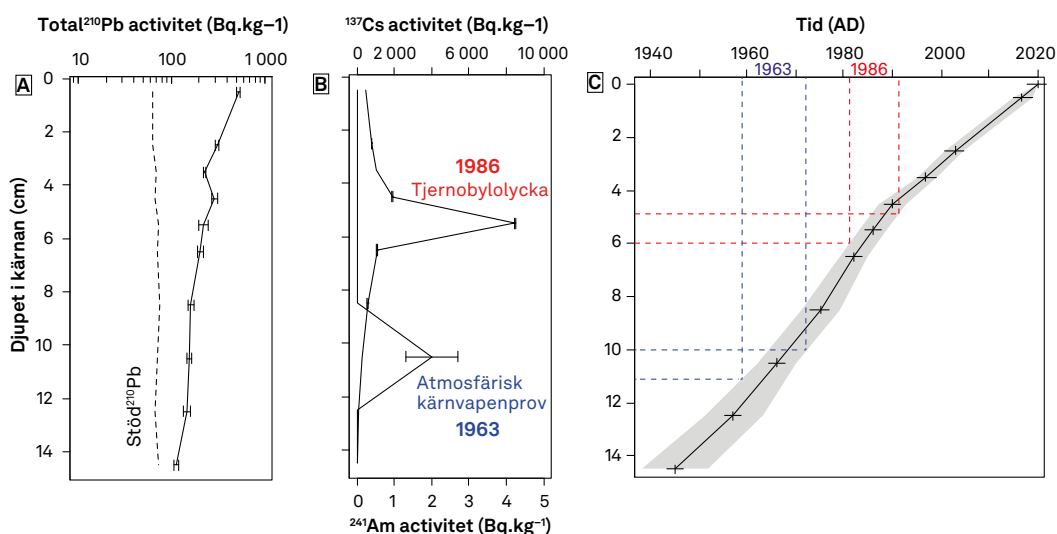 Total²¹⁰Pb activitet (Bq.kg–1)
10 100 1 000
A
Djupet i kärnan (cm)
0
2
4
6
8
10
12
14
Stöd²¹⁰Pb
¹³⁷Cs activitet (Bq.kg–1)
0 2 000 6 000 10 000
B
1986
Tjernobylolycka
Atmosfärisk
kärnvapenprov
1963
0 1 2 3 4 5
²⁴¹Am activitet (Bq.kg⁻¹)
Tid (AD)
1940 1960 1980 2000 2020
1963 1986
C
0
2
4
6
8
10
12
14